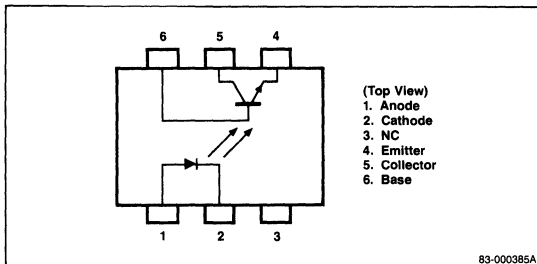 6 5 4
(Top View)
1. Anode
2. Cathode
3. NC
4. Emitter
5. Collector
6. Base
1 2 3
83-000385A